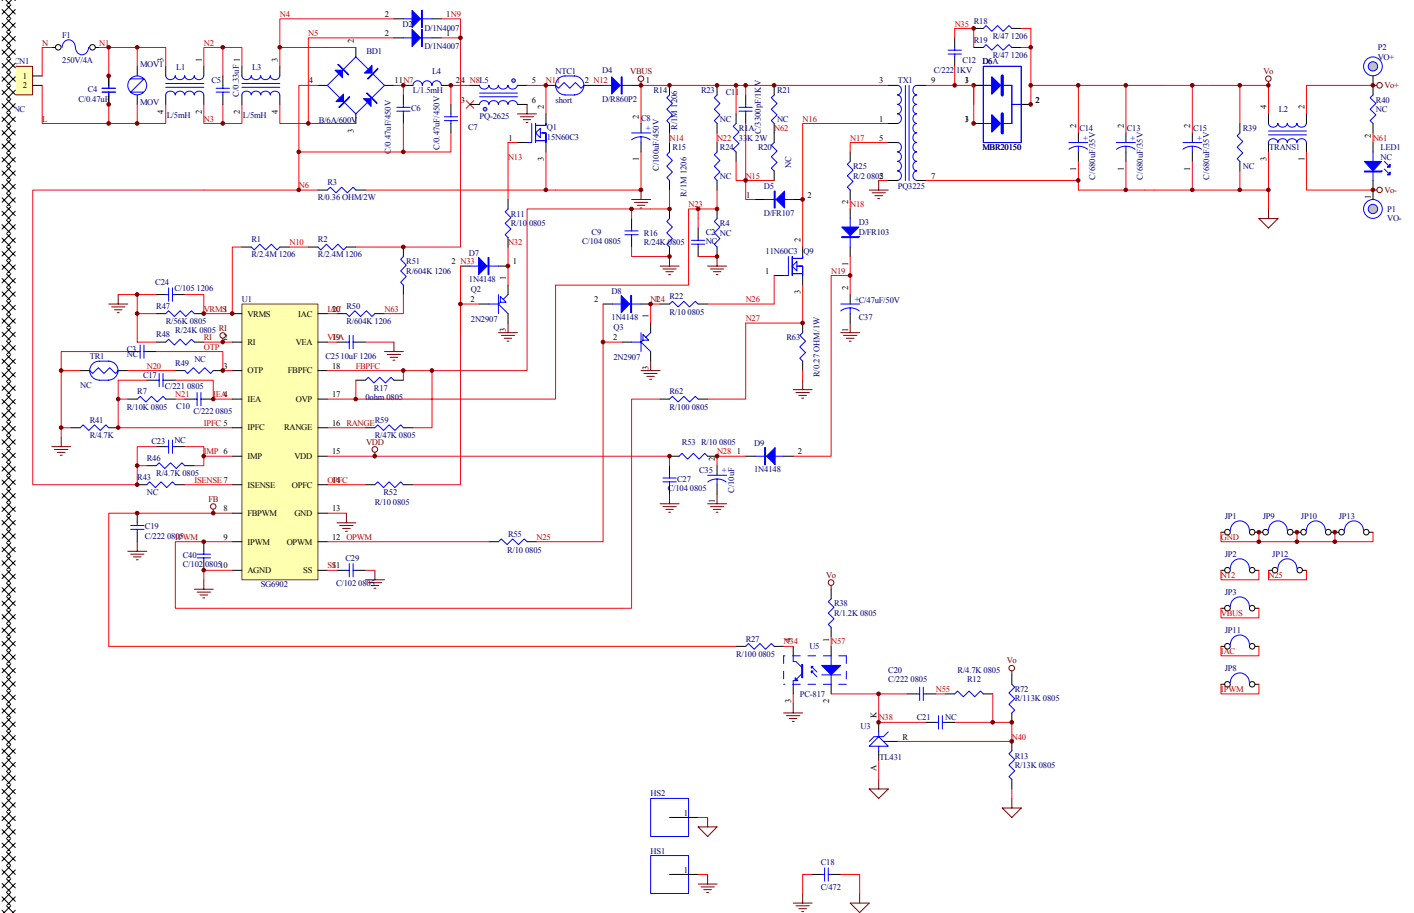 N4
2
1
N9
D2
D/1N4007
N5
2
1
D/1N4007
F1
250V/4A
N
N1
CN1
1
2
NC
L
C4
C/0.47uF
MOV1
MOV
L1
L/5mH
N2
N3
C5
C/0.33uF
L3
L/5mH
BD1
B/6A/600V
N7
C6
C/0.47uF/450V
L4
L/1.5mH
C7
C/0.47uF/450V
N8
L5
PQ-2625
N11
NTC1
short
N12
D4
D/R860P2
VBUS
Q1
15N60C3
N13
C8
C/100uF/450V
R14
R/1M 1206
N14
R15
R/1M 1206
R23
NC
N22
R24
NC
C11
C/3300pF/1KV
R1A
33K 2W
R21
NC
N62
R20
NC
N15
D5
D/FR107
N16
N17
TX1
PQ3225
R25
R/2 0805
N18
D3
D/FR103
N19
C/47uF/50V
C37
N35
R18
R/47 1206
R19
R/47 1206
C12
C/222 1KV
D6A
MBR20150
C14
C/680uF/35V
C13
C/680uF/35V
C15
C/680uF/35V
R39
NC
Vo
L2
TRANS1
P2
VO+
Vo+
R40
NC
N61
LED1
NC
Vo-
P1
VO-
N6
R3
R/0.36 OHM/2W
R11
R/10 0805
N32
D7
N33
1N4148
Q2
2N2907
C9
C/104 0805
R16
R/24K 0805
N23
C2
NC
R4
NC
11N60C3
Q9
R1
R/2.4M 1206
N10
R2
R/2.4M 1206
R51
R/604K 1206
C24
C/105 1206
R47
R/56K 0805
R/24K 0805
R48
VRMS
RI
RI
OTP
C3
NC
TR1
NC
N20
R49
NC
C17
C/221 0805
R7
R/10K 0805
N21
C10
C/222 0805
IEA
R41
R/4.7K
IPFC
C23
NC
R46
R/4.7K 0805
IMP
R43
NC
ISENSE
FB
C19
C/222 0805
IPWM
C40
C/102 0805
U1
VRMS
RI
OTP
IEA
IPFC
IMP
ISENSE
FBPWM
IPWM
AGND
IAC
VEA
FBPFC
OVP
RANGE
VDD
OPFC
GND
OPWM
SS
SG6902
R50
R/604K 1206
N63
C25 10uF 1206
FBPFC
R17
0ohm 0805
RANGE
R59
R/47K 0805
VDD
R52
R/10 0805
OPWM
C29
C/102 0805
R55
R/10 0805
N25
D8
1N4148
N24
Q3
2N2907
R22
R/10 0805
N26
N27
R63
R/0.27 OHM/1W
R62
R/100 0805
R53
R/10 0805
N28
D9
1N4148
C27
C/104 0805
C35
C/10uF
R27
R/100 0805
N34
U5
PC-817
Vo
R38
R/1.2K 0805
N57
C20
C/222 0805
N55
R/4.7K 0805
R12
Vo
R72
R/113K 0805
C21
NC
N38
U3
K
R
A
TL431
N40
R13
R/13K 0805
JP1
JP9
JP10
JP13
GND
JP2
N12
JP12
N25
JP3
VBUS
JP11
IAC
JP8
IPWM
HS2
1
HS1
1
C18
C/472